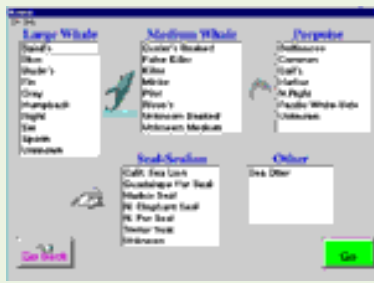 Large Whale
Baird's
Blue
Bryde's
Fin
Gray
Humpback
Right
Sei
Sperm
Unknown
Medium Whale
Cuvier's Beaked
False Killer
Killer
Minke
Pilot
Unknown Beaked
Unknown Medium
Porpoise
Bottlenose
Common
Dall's
Harbor
N. Right
Pacific White-Side
Unknown
Seal-Sealion
Calif. Sea Lion
Guadalupe Fur Seal
Harbor Seal
N. Elephant Seal
N. Fur Seal
Steller Seal
Unknown
Other
Sea Otter
Go Back
Go